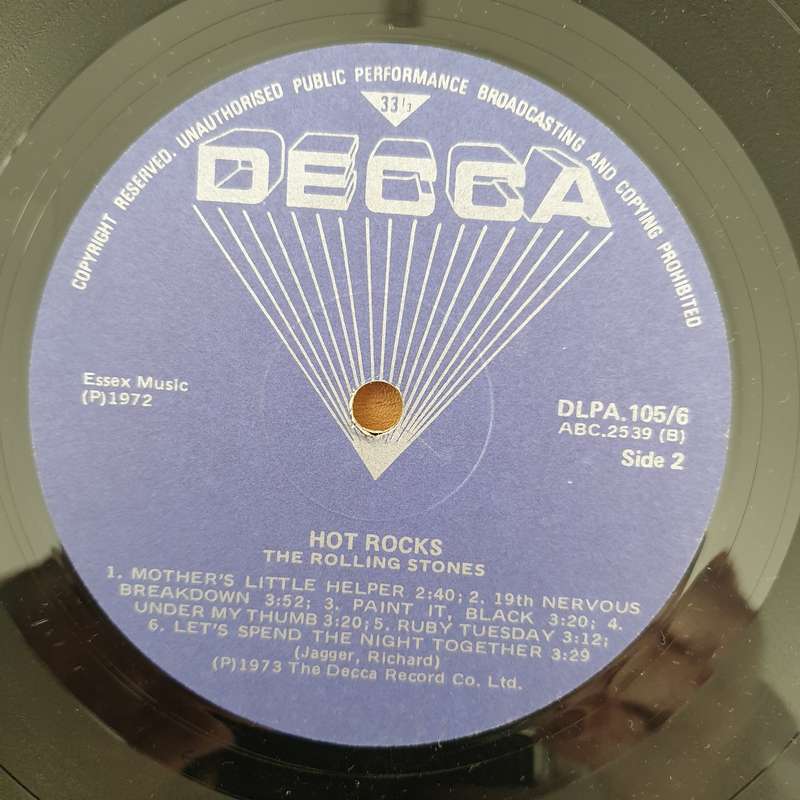 COPYRIGHT RESERVED. UNAUTHORISED PUBLIC PERFORMANCE BROADCASTING AND COPYING PROHIBITED
33 1/3
DECCA
Essex Music
(P)1972
DLPA.105/6
ABC.2539 (B)
Side 2
HOT ROCKS
THE ROLLING STONES
1. MOTHER'S LITTLE HELPER 2:40; 2. 19th NERVOUS
BREAKDOWN 3:52; 3. PAINT IT, BLACK 3:20; 4.
UNDER MY THUMB 3:20; 5. RUBY TUESDAY 3:12;
6. LET'S SPEND THE NIGHT TOGETHER 3:29
(Jagger, Richard)
(P)1973 The Decca Record Co. Ltd.